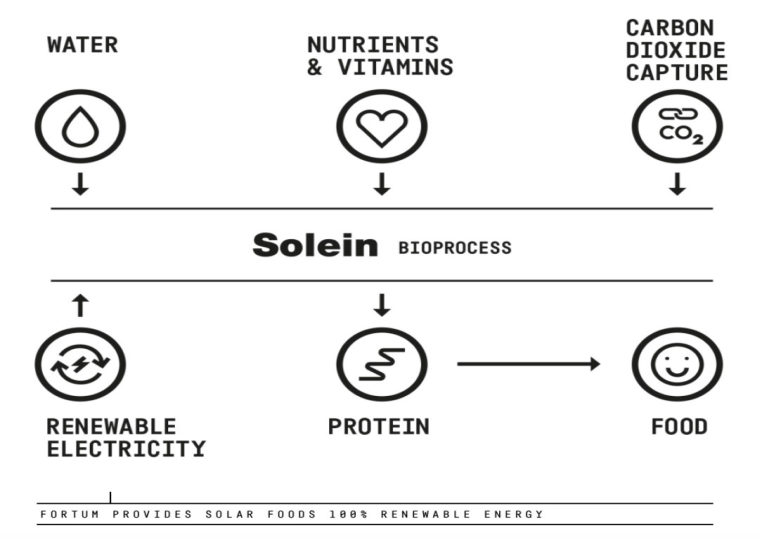 WATER
NUTRIENTS
& VITAMINS
CARBON
DIOXIDE
CAPTURE
CO2
Solein BIOPROCESS
RENEWABLE
ELECTRICITY
PROTEIN
FOOD
FORTUM PROVIDES SOLAR FOODS 100% RENEWABLE ENERGY